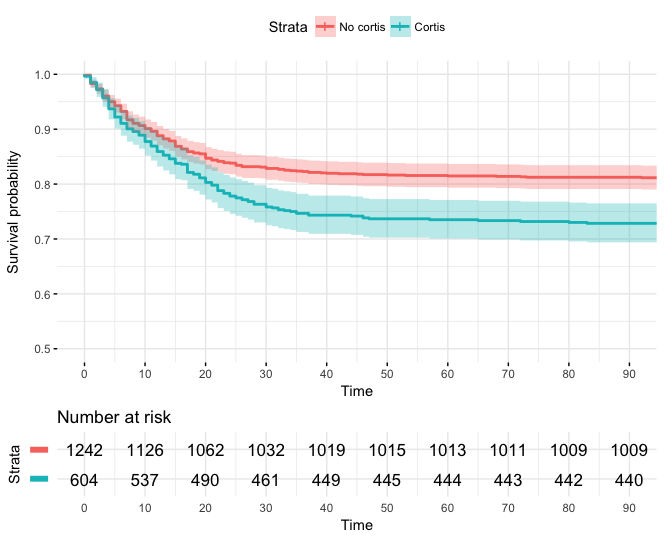 Strata No cortis Cortis
1.0
0.9
0.8
0.7
0.6
0.5
Survival probability
0 10 20 30 40 50 60 70 80 90
Time
Number at risk
Strata
1242 1126 1062 1032 1019 1015 1013 1011 1009 1009
604 537 490 461 449 445 444 443 442 440
0 10 20 30 40 50 60 70 80 90
Time